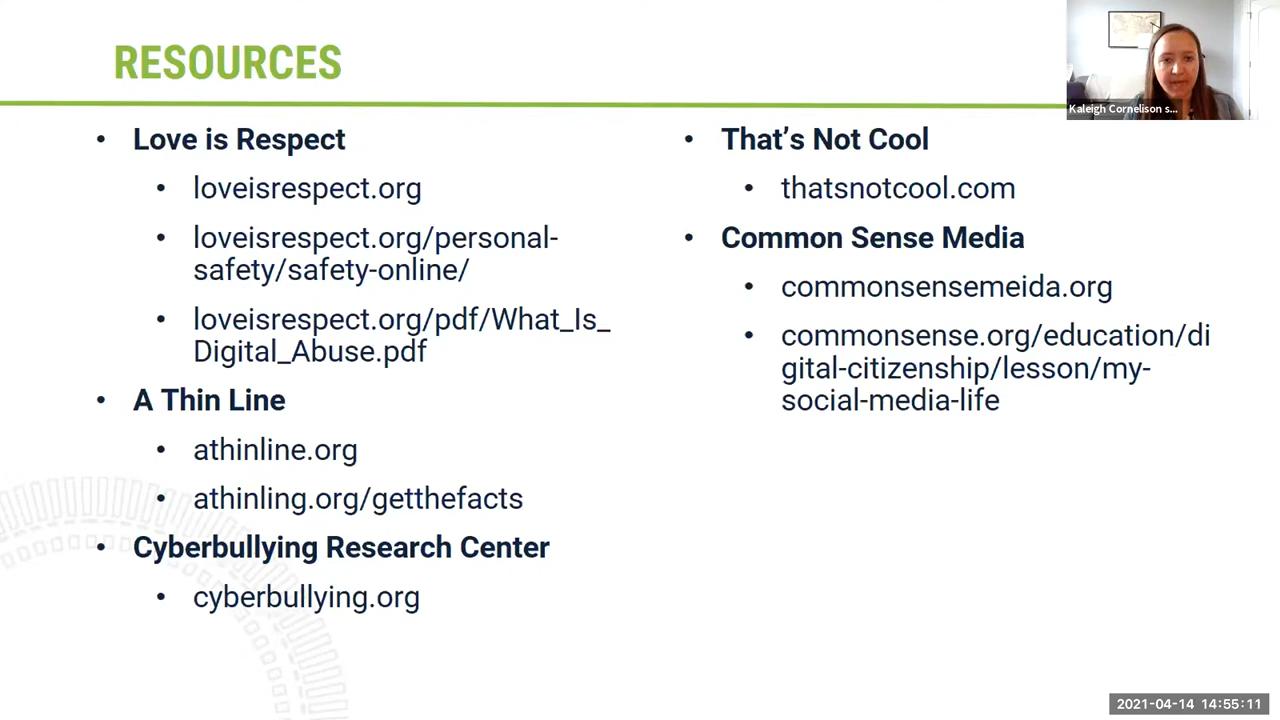 RESOURCES
Kaleigh Cornelison s...
• Love is Respect
• loveisrespect.org
• loveisrespect.org/personal-
safety/safety-online/
• loveisrespect.org/pdf/What_Is_
Digital_Abuse.pdf
• A Thin Line
• athinline.org
• athinling.org/getthefacts
• Cyberbullying Research Center
• cyberbullying.org
• That’s Not Cool
• thatsnotcool.com
• Common Sense Media
• commonsensemeida.org
• commonsense.org/education/di
gital-citizenship/lesson/my-
social-media-life
2021-04-14 14:55:11